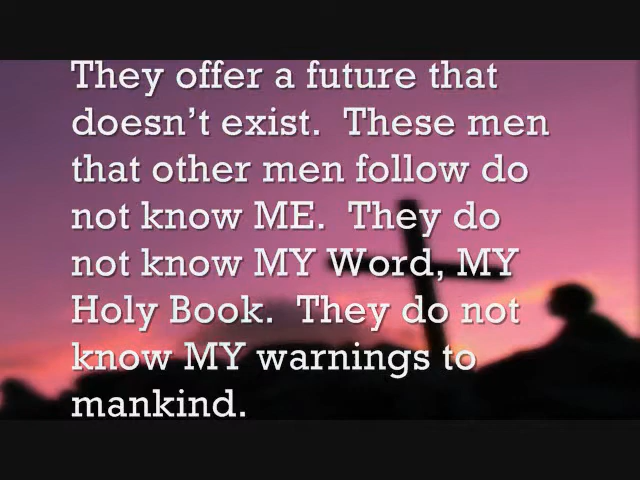 They offer a future that
doesn't exist.  These men
that other men follow do
not know ME.  They do
not know MY Word, MY
Holy Book.  They do not
know MY warnings to
mankind.